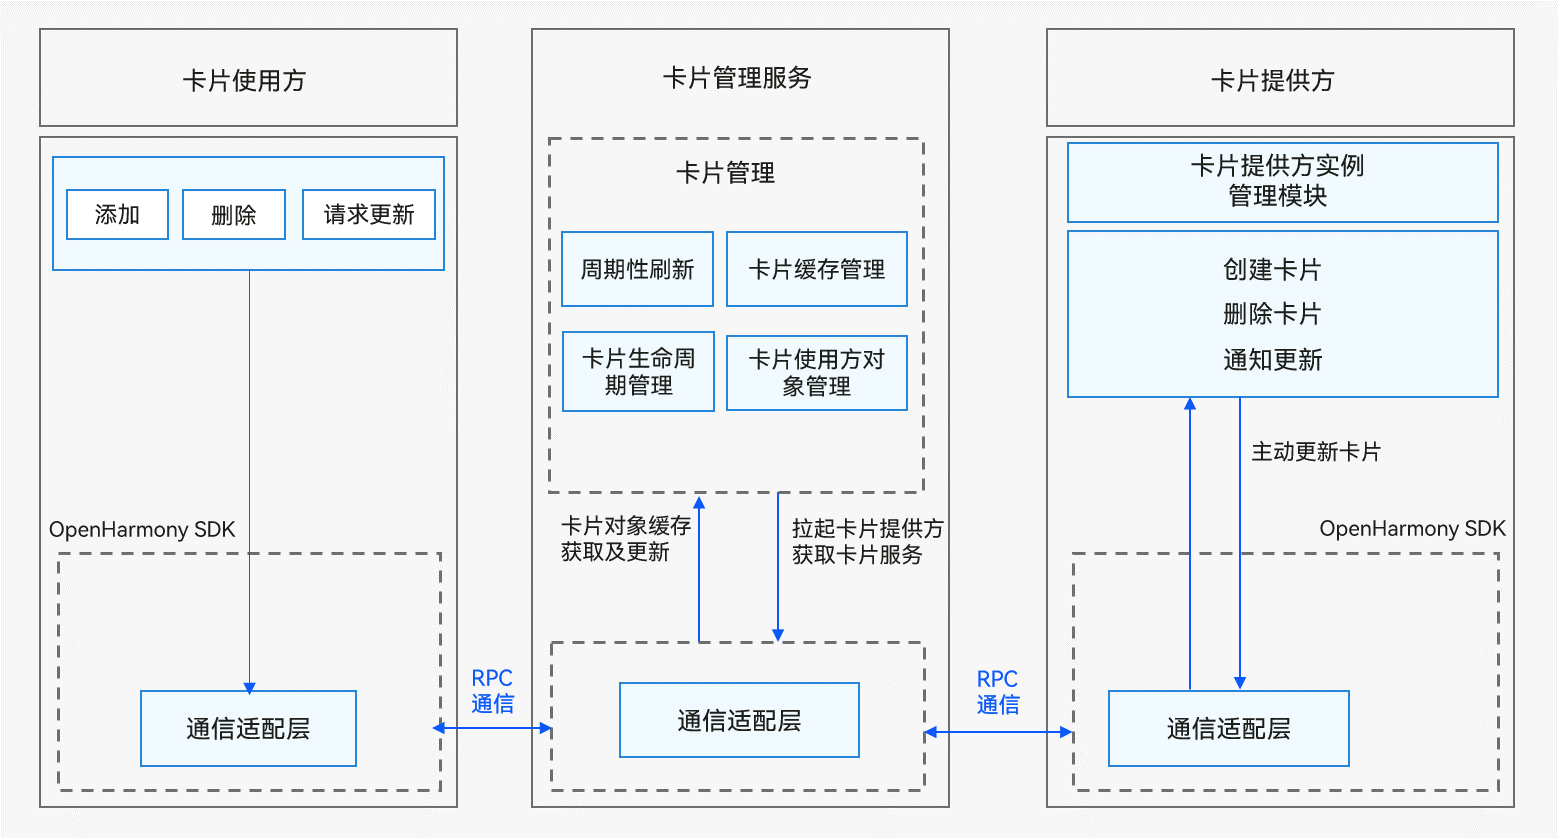 卡片使用方
添加
删除
请求更新
OpenHarmony SDK
通信适配层
RPC
通信
卡片管理服务
卡片管理
周期性刷新
卡片缓存管理
卡片生命周
期管理
卡片使用方对
象管理
卡片对象缓存
获取及更新
拉起卡片提供方
获取卡片服务
通信适配层
RPC
通信
卡片提供方
卡片提供方实例
管理模块
创建卡片
删除卡片
通知更新
主动更新卡片
OpenHarmony SDK
通信适配层